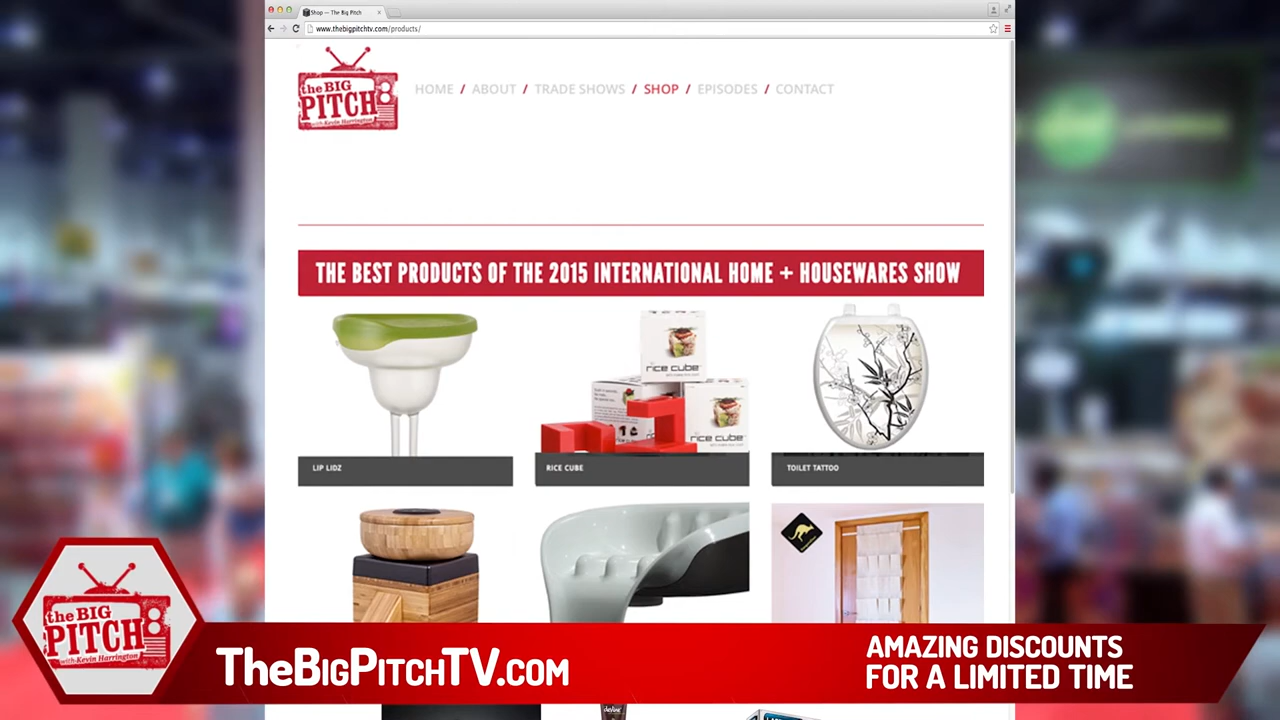 Shop — The Big Pitch
www.thebigpitchtv.com/products/
the BIG
PITCH
with Kevin Harrington
HOME / ABOUT / TRADE SHOWS / SHOP / EPISODES / CONTACT
THE BEST PRODUCTS OF THE 2015 INTERNATIONAL HOME + HOUSEWARES SHOW
rice cube
rice cube
LIP LIDZ
RICE CUBE
TOILET TATTOO
the BIG
PITCH
with Kevin Harrington
THEBIGPITCHTV.COM
AMAZING DISCOUNTS
FOR A LIMITED TIME